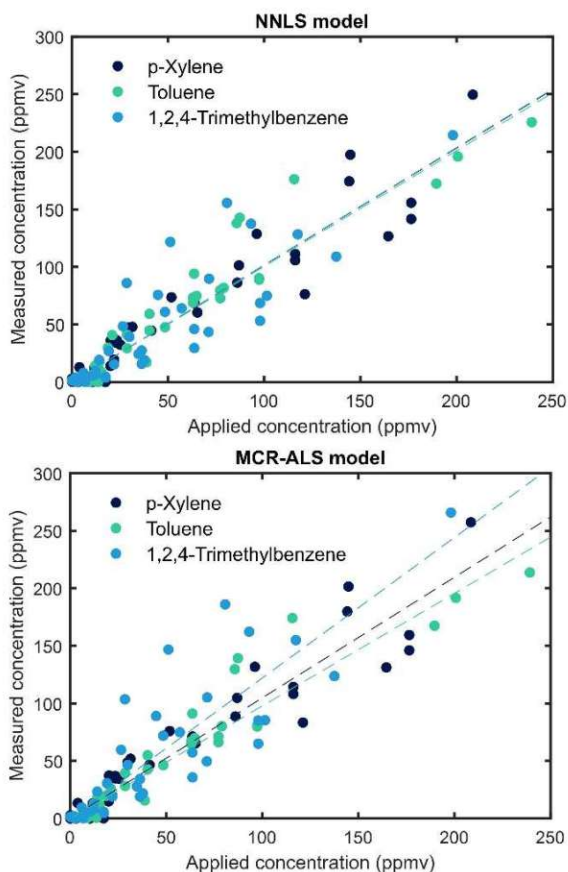 NNLS model
300
250
200
150
100
50
0
p-Xylene
Toluene
1,2,4-Trimethylbenzene
Measured concentration (ppmv)
0 50 100 150 200 250
Applied concentration (ppmv)
MCR-ALS model
300
250
200
150
100
50
0
p-Xylene
Toluene
1,2,4-Trimethylbenzene
Measured concentration (ppmv)
0 50 100 150 200 250
Applied concentration (ppmv)